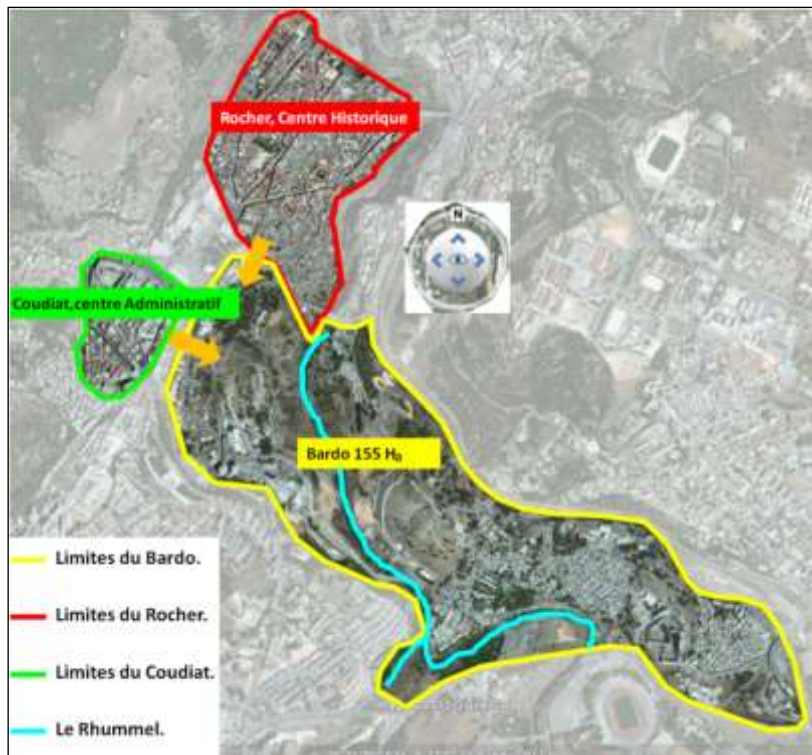 Rocher, Centre Historique
N
Coudiat,centre Administratif
Bardo 155 Ha
Limites du Bardo.
Limites du Rocher.
Limites du Coudiat.
Le Rhummel.